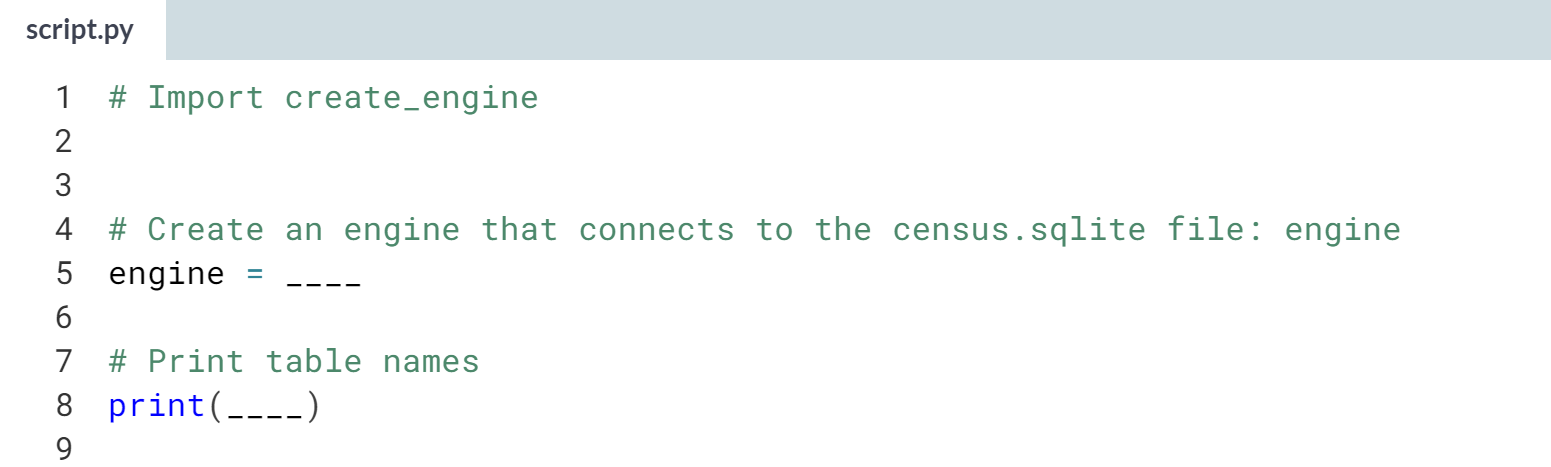 script.py
1 # Import create_engine
2
3
4 # Create an engine that connects to the census.sqlite file: engine
5 engine = ____
6
7 # Print table names
8 print(____)
9